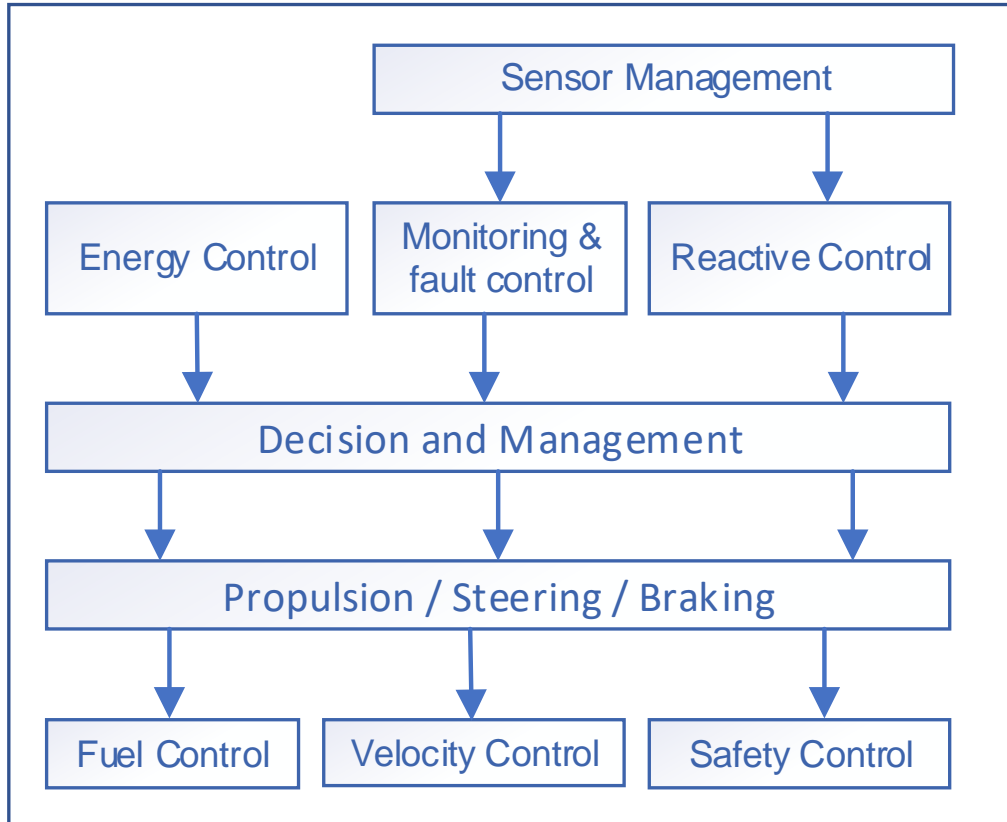 Sensor Management
Energy Control
Monitoring &
fault control
Reactive Control
Decision and Management
Propulsion / Steering / Braking
Fuel Control
Velocity Control
Safety Control